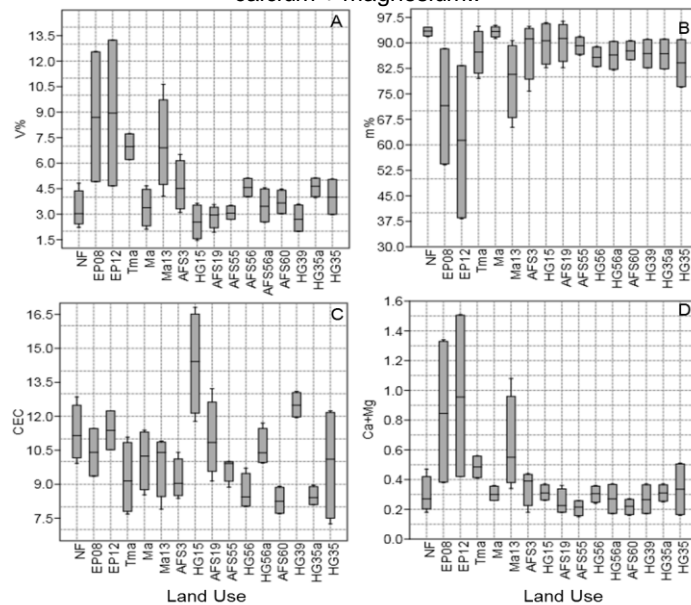 calcium + magnesium..
A
V%
13.5
12.0
10.5
9.0
7.5
6.0
4.5
3.0
1.5
NF EP08 EP12 Tma Ma Ma13 AFS3 HG15 AFS19 AFS55 AFS56 AFS56a AFS60 HG39 HG35a HG35
B
m%
97.5
90.0
82.5
75.0
67.5
60.0
52.5
45.0
37.5
30.0
NF EP08 EP12 Tma Ma Ma13 AFS3 HG15 AFS19 AFS55 HG56 HG56a AFS60 HG39 HG35a HG35
C
CEC
16.5
15.0
13.5
12.0
10.5
9.0
7.5
NF EP08 EP12 Tma Ma Ma13 AFS3 HG15 AFS19 AFS55 HG56 HG56a AFS60 HG39 HG35a HG35
Land Use
D
Ca+Mg
1.6
1.4
1.2
1.0
0.8
0.6
0.4
0.2
0.0
NF EP08 EP12 Tma Ma Ma13 AFS3 HG15 AFS19 AFS55 HG56 HG56a AFS60 HG39 HG35a HG35
Land Use